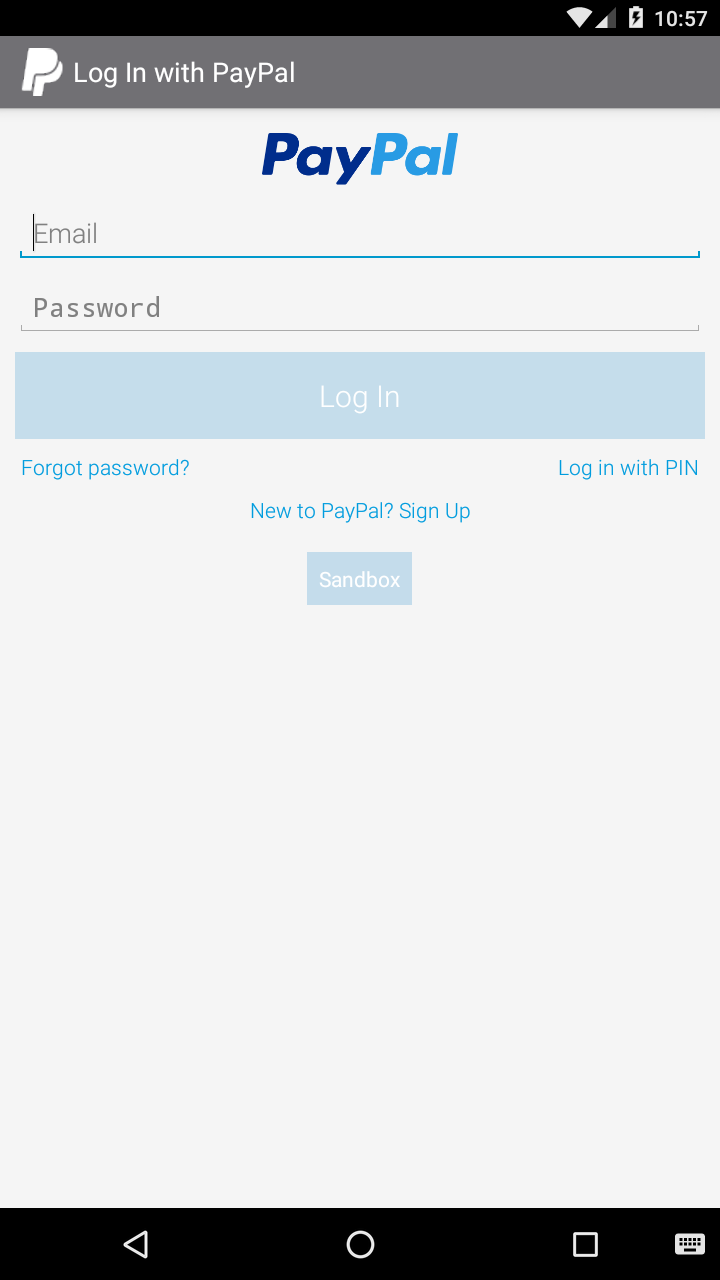 10:57
Log In with PayPal
PayPal
Email
Password
Log In
Forgot password? Log in with PIN
New to PayPal? Sign Up
Sandbox